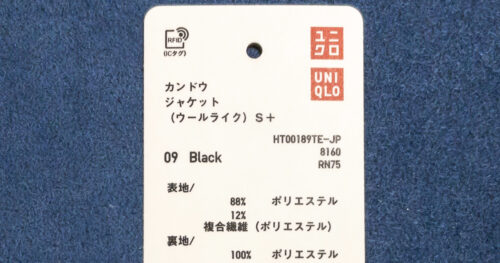 RFID
(ICタグ)
ユニ
クロ
UNI
QLO
カンドウ
ジャケット
（ウールライク）S＋
HT00189TE-JP
8160
RN75
09 Black
表地/
88% ポリエステル
12%
複合繊維（ポリエステル）
裏地/
100% ポリエステル